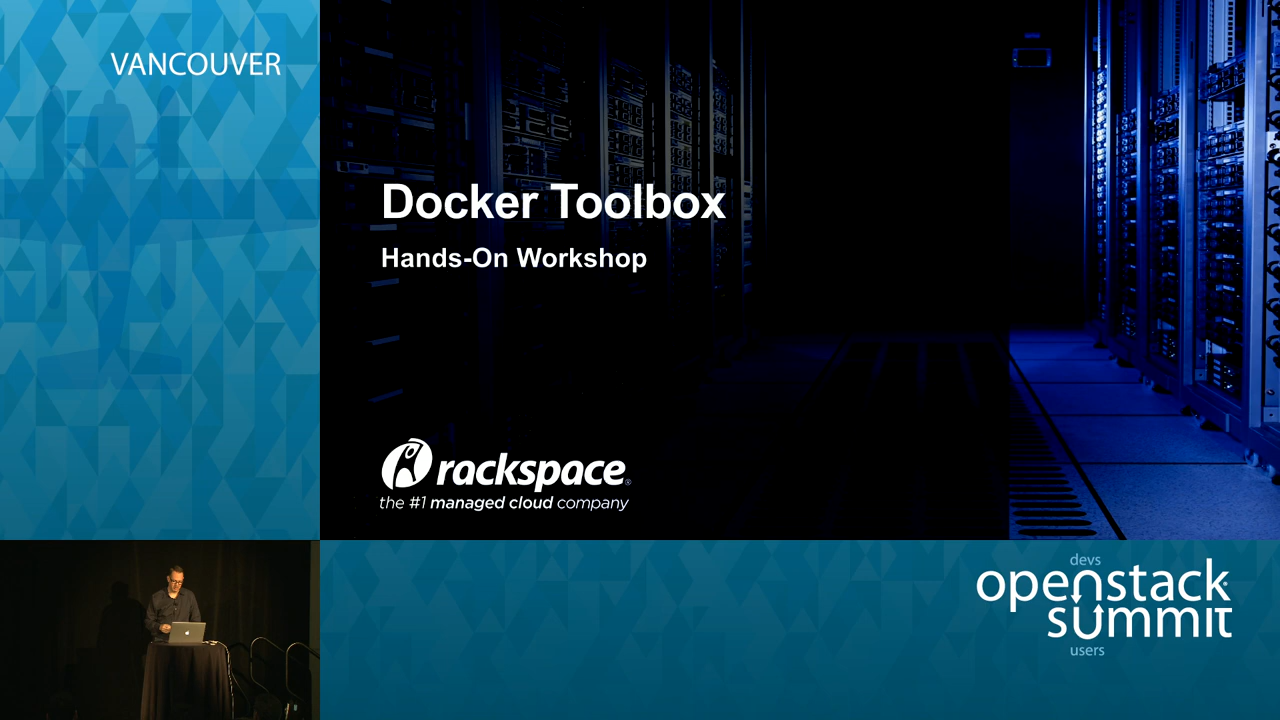 VANCOUVER
Docker Toolbox
Hands-On Workshop
rackspace®
the #1 managed cloud company
devs
openstack
summit
users